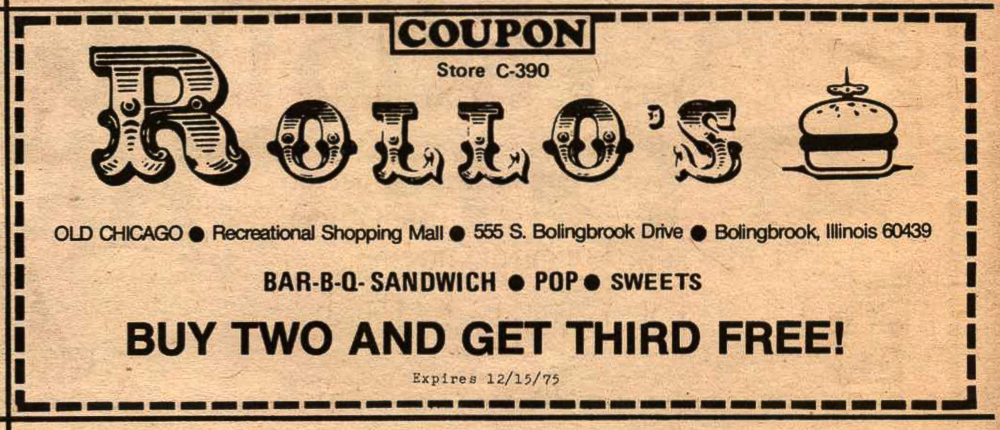 COUPON
Store C-390
ROLLO'S
OLD CHICAGO ● Recreational Shopping Mall ● 555 S. Bolingbrook Drive ● Bolingbrook, Illinois 60439
BAR-B-Q- SANDWICH ● POP ● SWEETS
BUY TWO AND GET THIRD FREE!
Expires 12/15/75